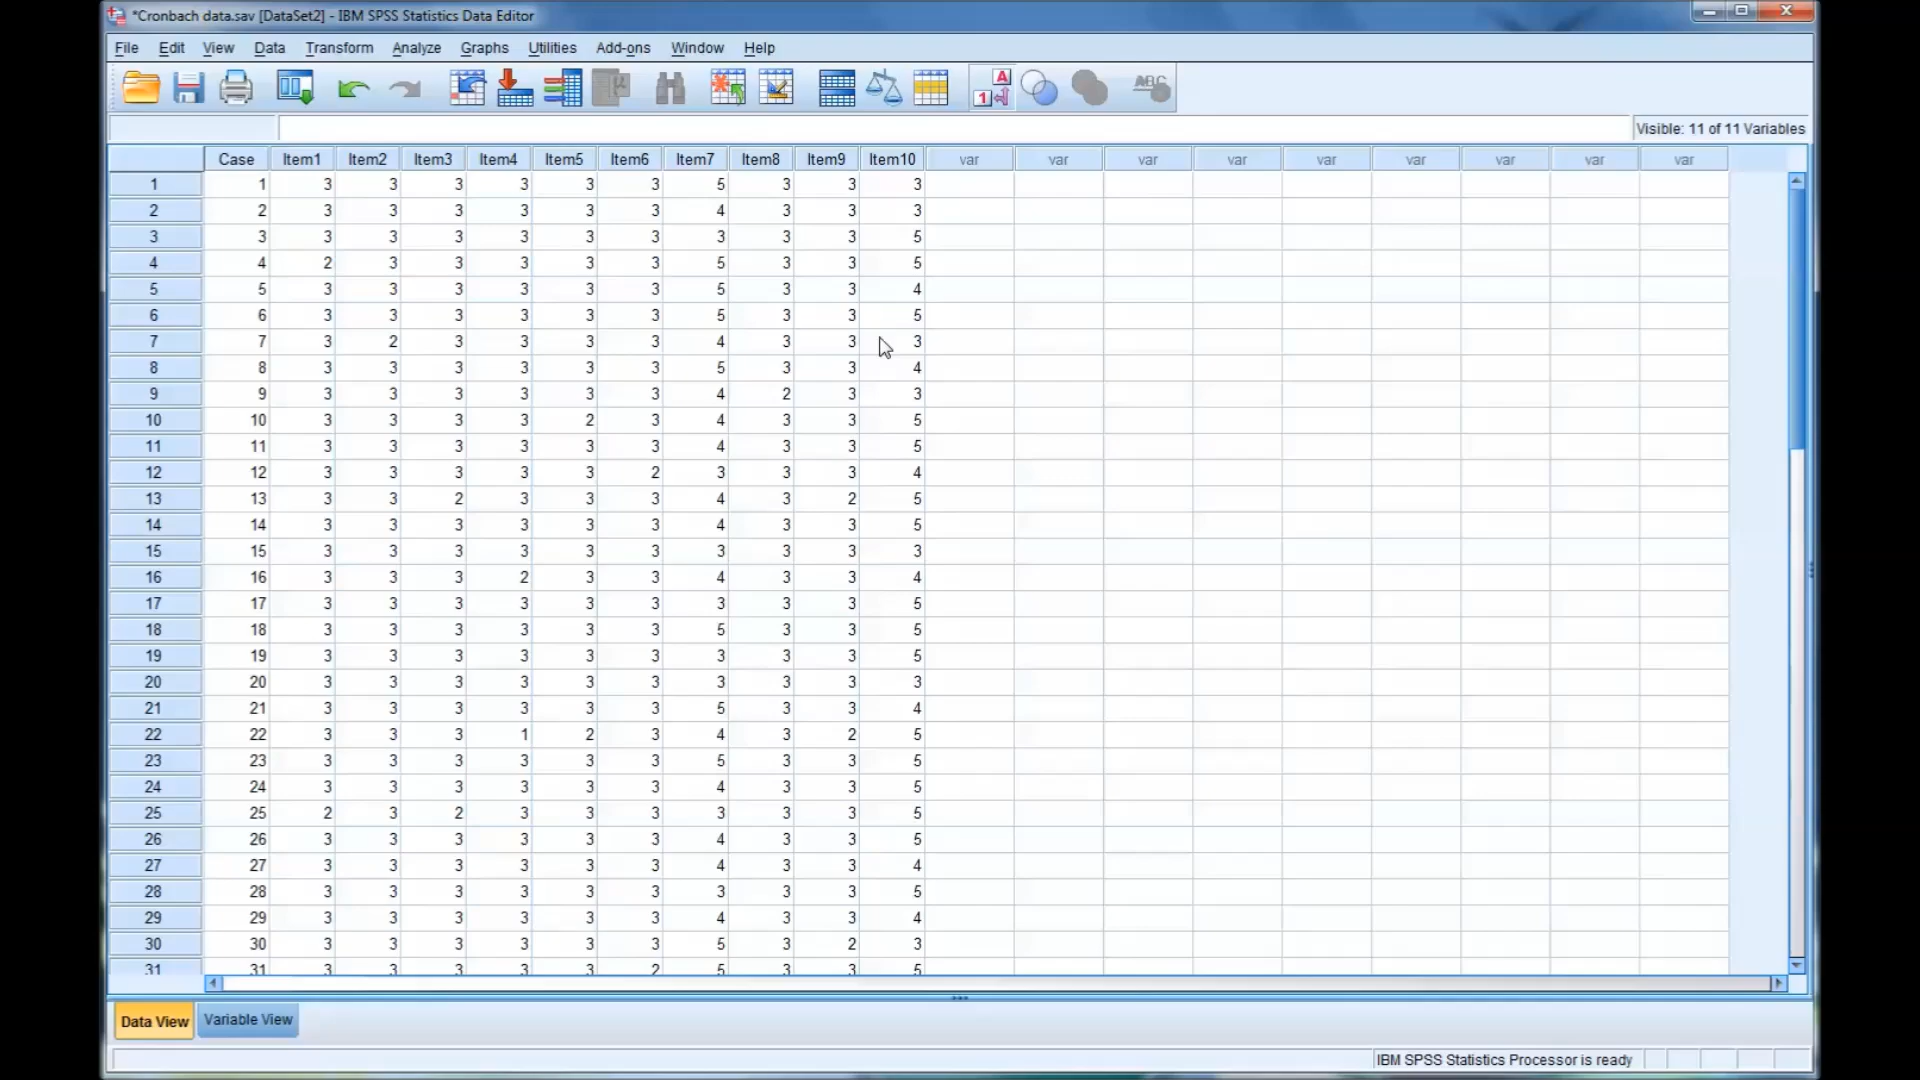 *Cronbach data.sav [DataSet2] - IBM SPSS Statistics Data Editor
File Edit View Data Transform Analyze Graphs Utilities Add-ons Window Help
A
1
ABC
Visible: 11 of 11 Variables
Case Item1 Item2 Item3 Item4 Item5 Item6 Item7 Item8 Item9 Item10 var var var var var var var var var
1 1 3 3 3 3 3 3 5 3 3 3
2 2 3 3 3 3 3 3 4 3 3 3
3 3 3 3 3 3 3 3 3 3 3 5
4 4 2 3 3 3 3 3 5 3 3 5
5 5 3 3 3 3 3 3 5 3 3 4
6 6 3 3 3 3 3 3 5 3 3 5
7 7 3 2 3 3 3 3 4 3 3 3
8 8 3 3 3 3 3 3 5 3 3 4
9 9 3 3 3 3 3 3 4 2 3 3
10 10 3 3 3 3 2 3 4 3 3 5
11 11 3 3 3 3 3 3 4 3 3 5
12 12 3 3 3 3 3 2 3 3 3 4
13 13 3 3 2 3 3 3 4 3 2 5
14 14 3 3 3 3 3 3 4 3 3 5
15 15 3 3 3 3 3 3 3 3 3 3
16 16 3 3 3 2 3 3 4 3 3 4
17 17 3 3 3 3 3 3 3 3 3 5
18 18 3 3 3 3 3 3 5 3 3 5
19 19 3 3 3 3 3 3 3 3 3 5
20 20 3 3 3 3 3 3 3 3 3 3
21 21 3 3 3 3 3 3 5 3 3 4
22 22 3 3 3 1 2 3 4 3 2 5
23 23 3 3 3 3 3 3 5 3 3 5
24 24 3 3 3 3 3 3 4 3 3 5
25 25 2 3 2 3 3 3 3 3 3 5
26 26 3 3 3 3 3 3 4 3 3 5
27 27 3 3 3 3 3 3 4 3 3 4
28 28 3 3 3 3 3 3 3 3 3 5
29 29 3 3 3 3 3 3 4 3 3 4
30 30 3 3 3 3 3 3 5 3 2 3
31 31 3 3 3 3 3 2 5 3 3 5
Data View Variable View
IBM SPSS Statistics Processor is ready